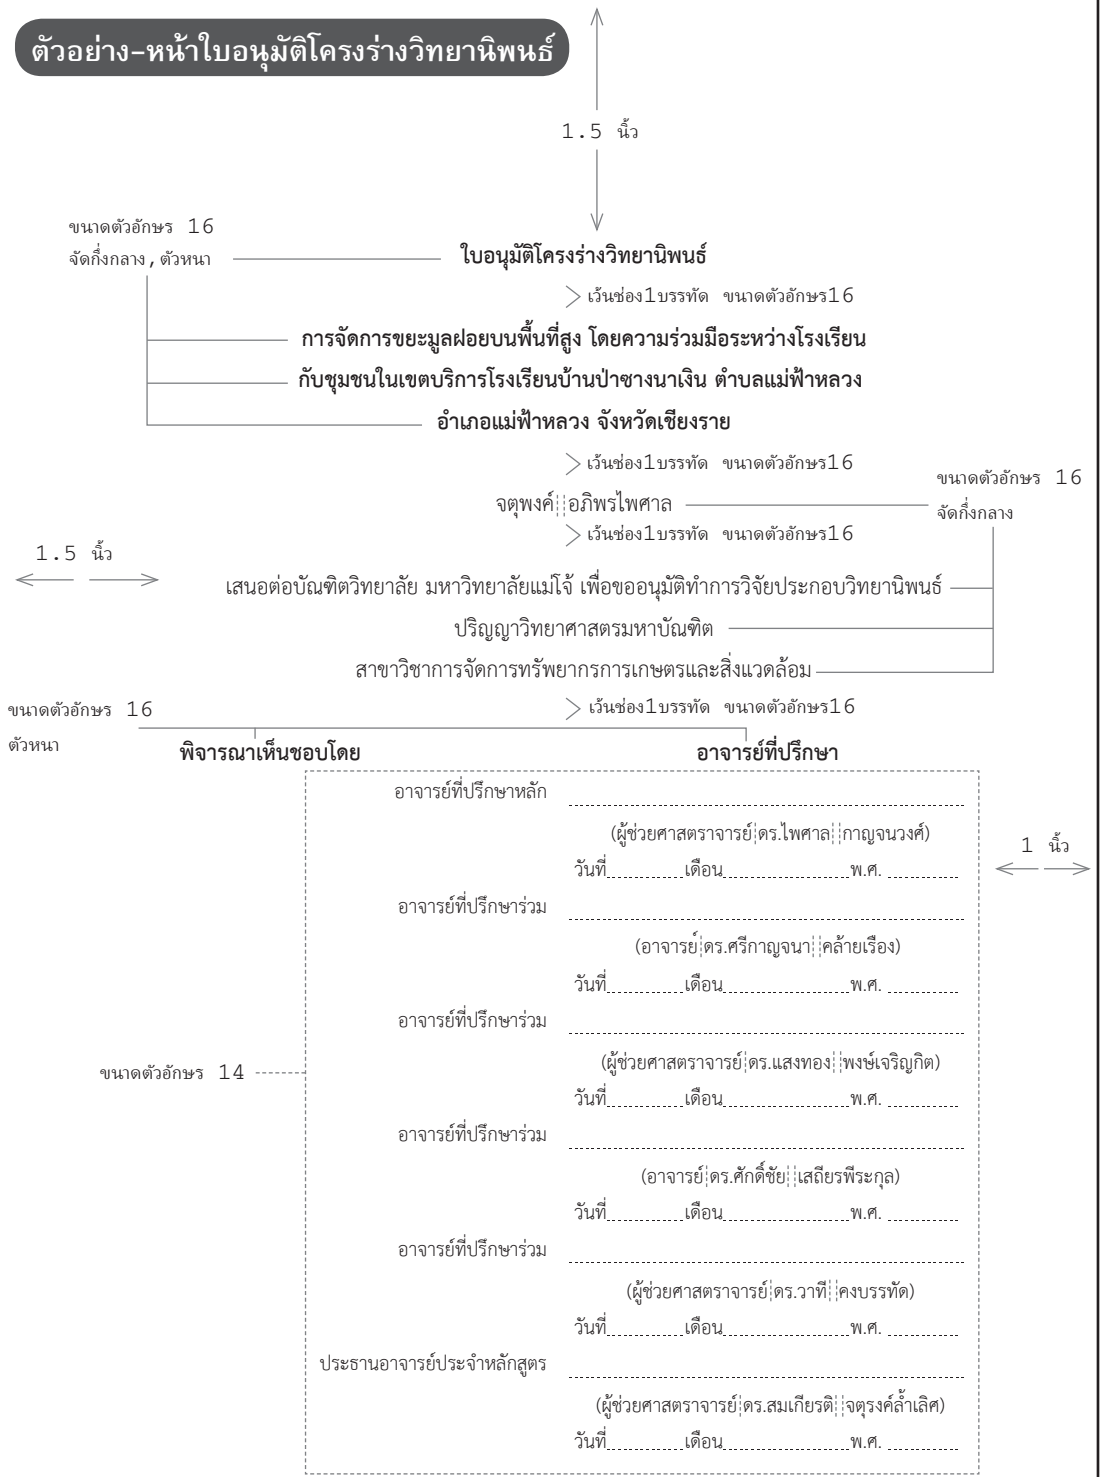 ตัวอย่าง-หน้าใบอนุมัติโครงร่างวิทยานิพนธ์
1.5 นิ้ว
ขนาดตัวอักษร 16
จัดกึ่งกลาง, ตัวหนา
ใบอนุมัติโครงร่างวิทยานิพนธ์
เว้นช่อง1บรรทัด ขนาดตัวอักษร16
การจัดการขยะมูลฝอยบนพื้นที่สูง โดยความร่วมมือระหว่างโรงเรียน
กับชุมชนในเขตบริการโรงเรียนบ้านป่าซางนาเงิน ตำบลแม่ฟ้าหลวง
อำเภอแม่ฟ้าหลวง จังหวัดเชียงราย
เว้นช่อง1บรรทัด ขนาดตัวอักษร16
ขนาดตัวอักษร 16
จัดกึ่งกลาง
จตุพงค์ อภิพรไพศาล
เว้นช่อง1บรรทัด ขนาดตัวอักษร16
1.5 นิ้ว
เสนอต่อบัณฑิตวิทยาลัย มหาวิทยาลัยแม่โจ้ เพื่อขออนุมัติทำการวิจัยประกอบวิทยานิพนธ์
ปริญญาวิทยาศาสตรมหาบัณฑิต
สาขาวิชาการจัดการทรัพยากรการเกษตรและสิ่งแวดล้อม
เว้นช่อง1บรรทัด ขนาดตัวอักษร16
ขนาดตัวอักษร 16
ตัวหนา
พิจารณาเห็นชอบโดย อาจารย์ที่ปรึกษา
อาจารย์ที่ปรึกษาหลัก
(ผู้ช่วยศาสตราจารย์ ดร.ไพศาล กาญจนวงศ์)
1 นิ้ว
วันที่ เดือน พ.ศ.
อาจารย์ที่ปรึกษาร่วม
(อาจารย์ ดร.ศรีกาญจนา คล้ายเรือง)
วันที่ เดือน พ.ศ.
อาจารย์ที่ปรึกษาร่วม
(ผู้ช่วยศาสตราจารย์ ดร.แสงทอง พงษ์เจริญกิต)
ขนาดตัวอักษร 14
วันที่ เดือน พ.ศ.
อาจารย์ที่ปรึกษาร่วม
(อาจารย์ ดร.ศักดิ์ชัย เสถียรพีระกุล)
วันที่ เดือน พ.ศ.
อาจารย์ที่ปรึกษาร่วม
(ผู้ช่วยศาสตราจารย์ ดร.วาที คงบรรทัด)
วันที่ เดือน พ.ศ.
ประธานอาจารย์ประจำหลักสูตร
(ผู้ช่วยศาสตราจารย์ ดร.สมเกียรติ จตุรงค์ล้ำเลิศ)
วันที่ เดือน พ.ศ.